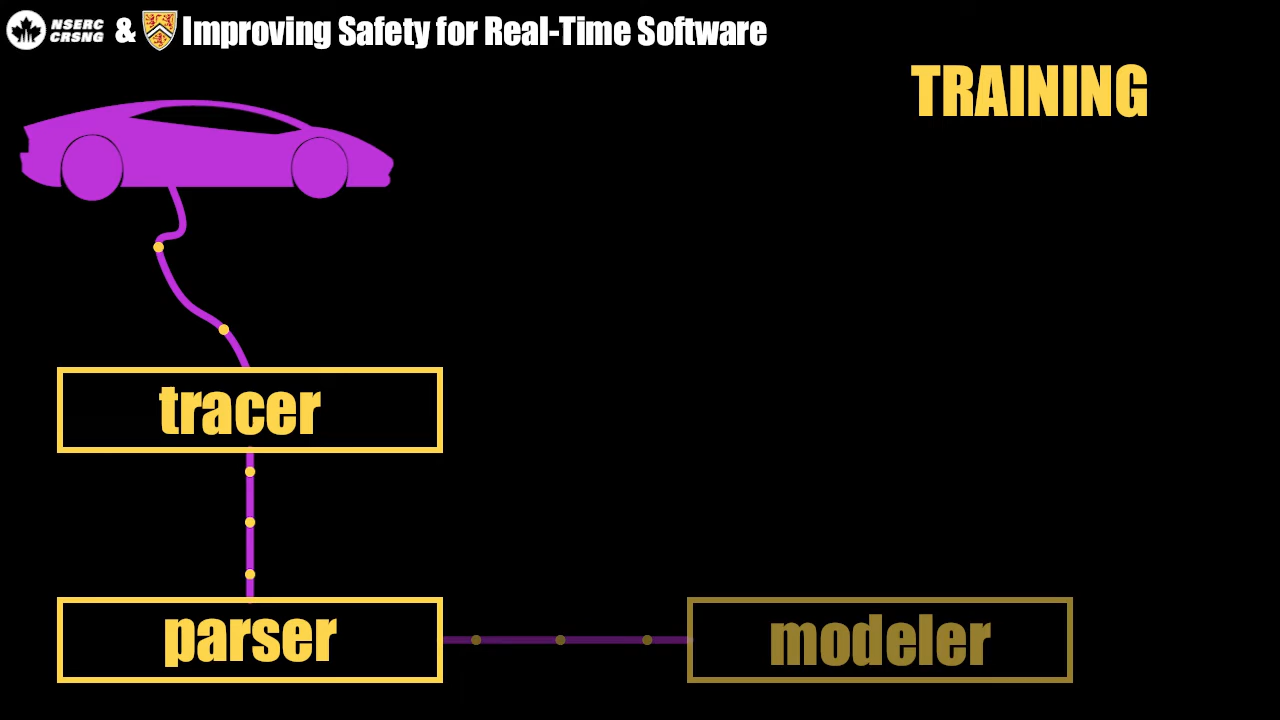 NSERC
CRSNG
& Improving Safety for Real-Time Software
TRAINING
tracer
parser
modeler